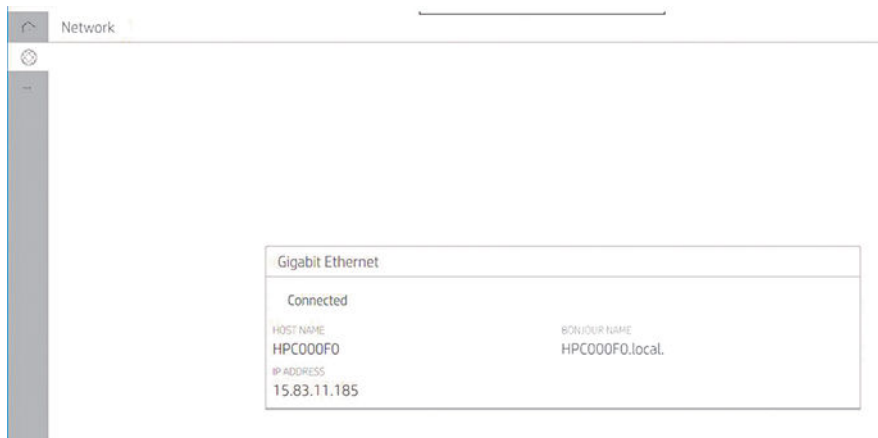 Network
Gigabit Ethernet
Connected
HOST NAME
HPC000F0
BONJOUR NAME
HPC000F0.local.
IP ADDRESS
15.83.11.185